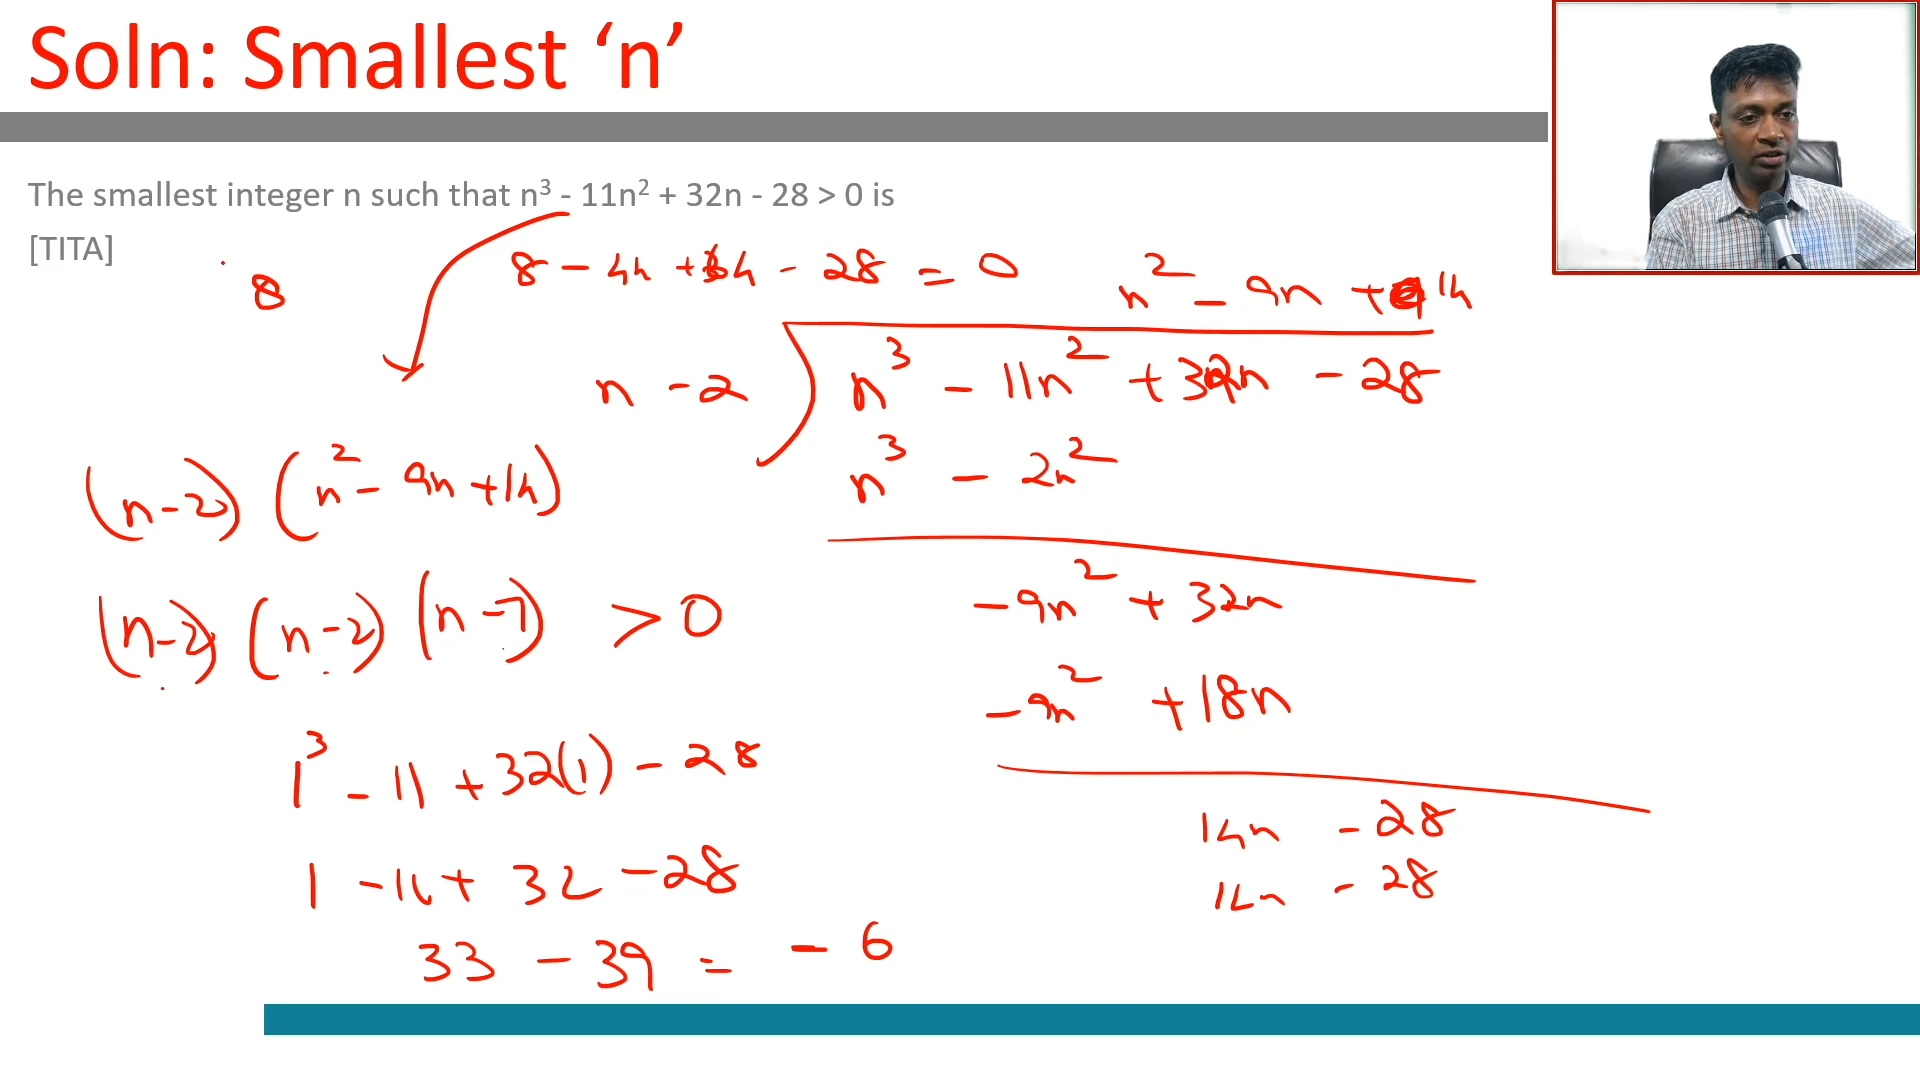 Soln: Smallest ‘n’
The smallest integer n such that n³ - 11n² + 32n - 28 > 0 is
[TITA]
8
8 - 44 + 64 - 28 = 0
n² - 9n + 14
n - 2 ) n³ - 11n² + 32n - 28
n³ - 2n²
-9n² + 32n
-9n² + 18n
14n - 28
14n - 28
(n-2) (n² - 9n + 14)
(n-2) (n-2) (n-7) > 0
1³ - 11 + 32(1) - 28
1 - 11 + 32 - 28
33 - 39 = - 6